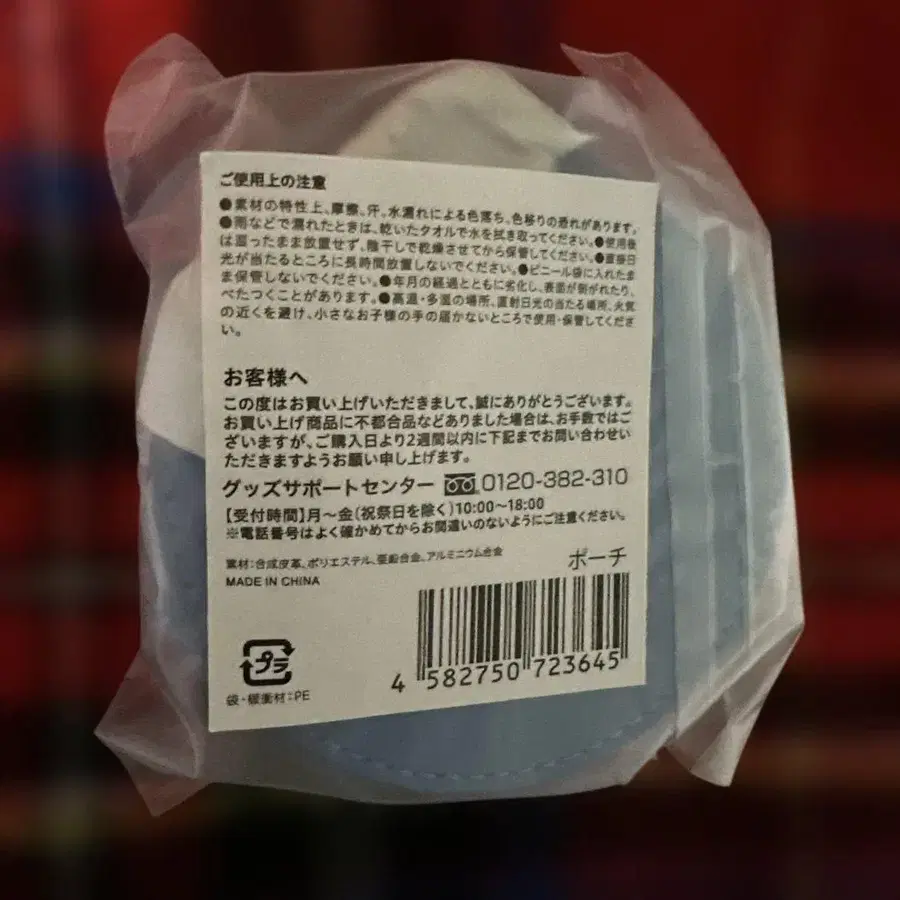 ご使用上の注意
●素材の特性上、摩擦、汗、水濡れによる色落ち、色移りの恐れがあります。
●雨などで濡れたときは、乾いたタオルで水を拭き取ってください。●使用後
は湿ったまま放置せず、陰干しで乾燥させてから保管してください。●直接日
光が当たるところに長時間放置しないでください。●ビニール袋に入れたま
ま保管しないでください。●年月の経過とともに劣化し、表面が剝がれたり、
べたつくことがあります。●高温・多湿の場所、直射日光の当たる場所、火気
の近くを避け、小さなお子様の手の届かないところで使用・保管してくださ
い。
お客様へ
この度はお買い上げいただきまして、誠にありがとうございます。
お買い上げ商品に不都合品などありました場合は、お手数ではご
ざいますが、ご購入日より2週間以内に下記までお問い合わせい
ただきますようお願い申し上げます。
グッズサポートセンター 0120-382-310
【受付時間】月～金(祝祭日を除く)10:00～18:00
※電話番号はよく確かめてからお間違いのないようにご注意ください。
素材:合成皮革、ポリエステル、亜鉛合金、アルミニウム合金
MADE IN CHINA
ポーチ
プラ
袋・緩衝材:PE
4 582750 723645